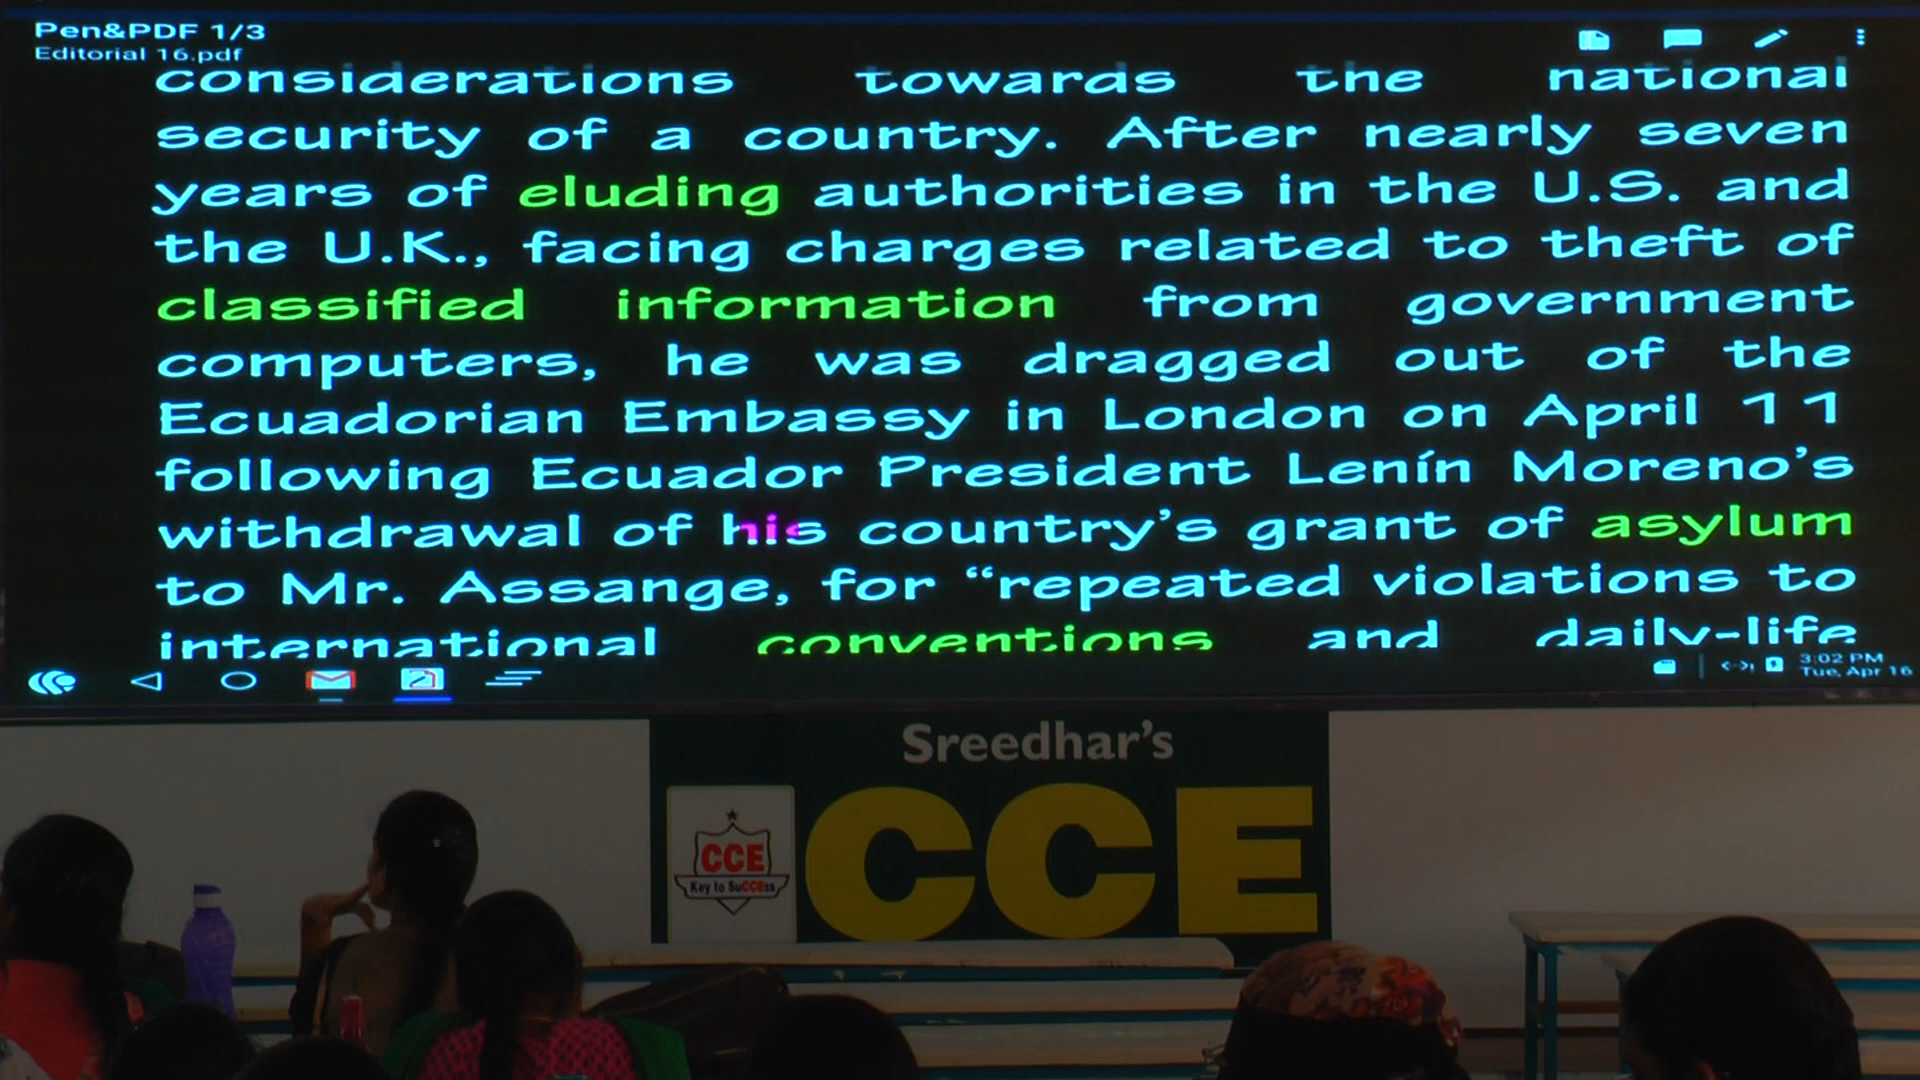 Pen&PDF 1/3
Editorial 16.pdf
considerations towards the national
security of a country. After nearly seven
years of eluding authorities in the U.S. and
the U.K., facing charges related to theft of
classified information from government
computers, he was dragged out of the
Ecuadorian Embassy in London on April 11
following Ecuador President Lenín Moreno's
withdrawal of his country's grant of asylum
to Mr. Assange, for “repeated violations to
international conventions and daily-life
3:02 PM
Tue, Apr 16
Sreedhar's
CCE
CCE
Key to SuCCEss